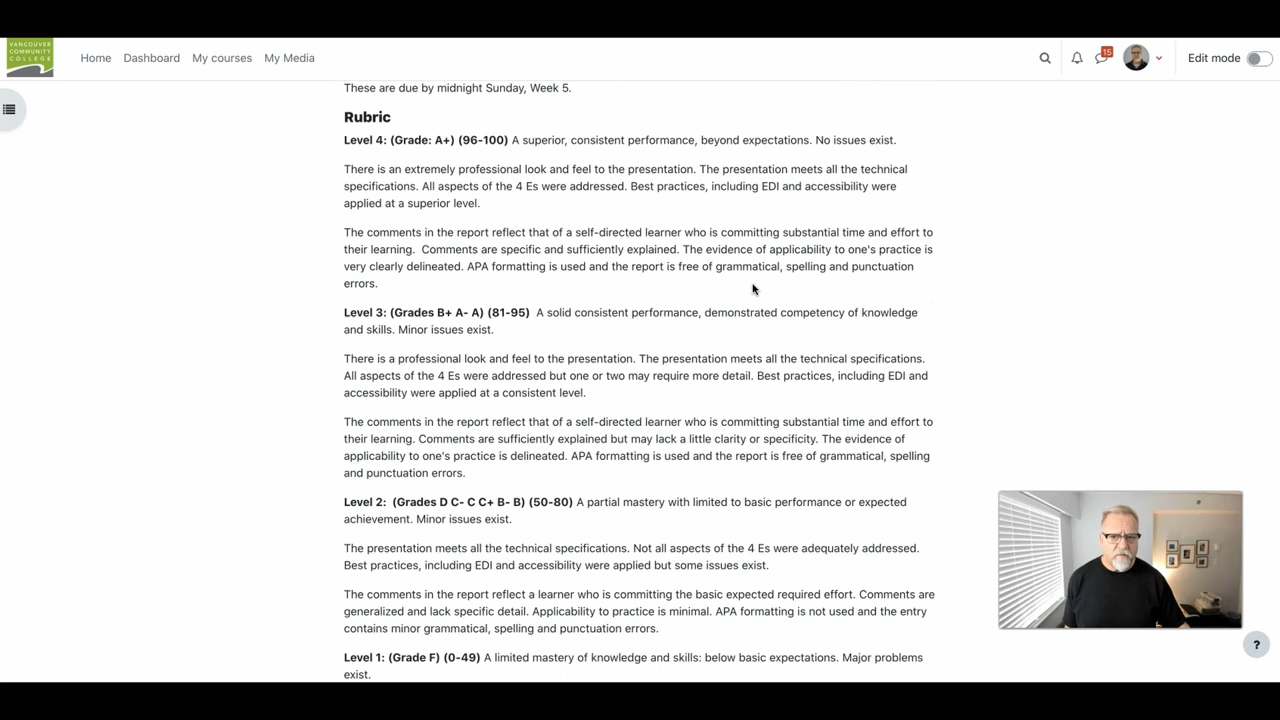 VANCOUVER
COMMUNITY
COLLEGE
Home Dashboard My courses My Media
15
Edit mode
These are due by midnight Sunday, Week 5.
Rubric
Level 4: (Grade: A+) (96-100) A superior, consistent performance, beyond expectations. No issues exist.
There is an extremely professional look and feel to the presentation. The presentation meets all the technical
specifications. All aspects of the 4 Es were addressed. Best practices, including EDI and accessibility were
applied at a superior level.
The comments in the report reflect that of a self-directed learner who is committing substantial time and effort to
their learning.  Comments are specific and sufficiently explained. The evidence of applicability to one's practice is
very clearly delineated. APA formatting is used and the report is free of grammatical, spelling and punctuation
errors.
Level 3: (Grades B+ A- A) (81-95)  A solid consistent performance, demonstrated competency of knowledge
and skills. Minor issues exist.
There is a professional look and feel to the presentation. The presentation meets all the technical specifications.
All aspects of the 4 Es were addressed but one or two may require more detail. Best practices, including EDI and
accessibility were applied at a consistent level.
The comments in the report reflect that of a self-directed learner who is committing substantial time and effort to
their learning. Comments are sufficiently explained but may lack a little clarity or specificity. The evidence of
applicability to one's practice is delineated. APA formatting is used and the report is free of grammatical, spelling
and punctuation errors.
Level 2:  (Grades D C- C C+ B- B) (50-80) A partial mastery with limited to basic performance or expected
achievement. Minor issues exist.
The presentation meets all the technical specifications. Not all aspects of the 4 Es were adequately addressed.
Best practices, including EDI and accessibility were applied but some issues exist.
The comments in the report reflect a learner who is committing the basic expected required effort. Comments are
generalized and lack specific detail. Applicability to practice is minimal. APA formatting is not used and the entry
contains minor grammatical, spelling and punctuation errors.
Level 1: (Grade F) (0-49) A limited mastery of knowledge and skills: below basic expectations. Major problems
exist.
?